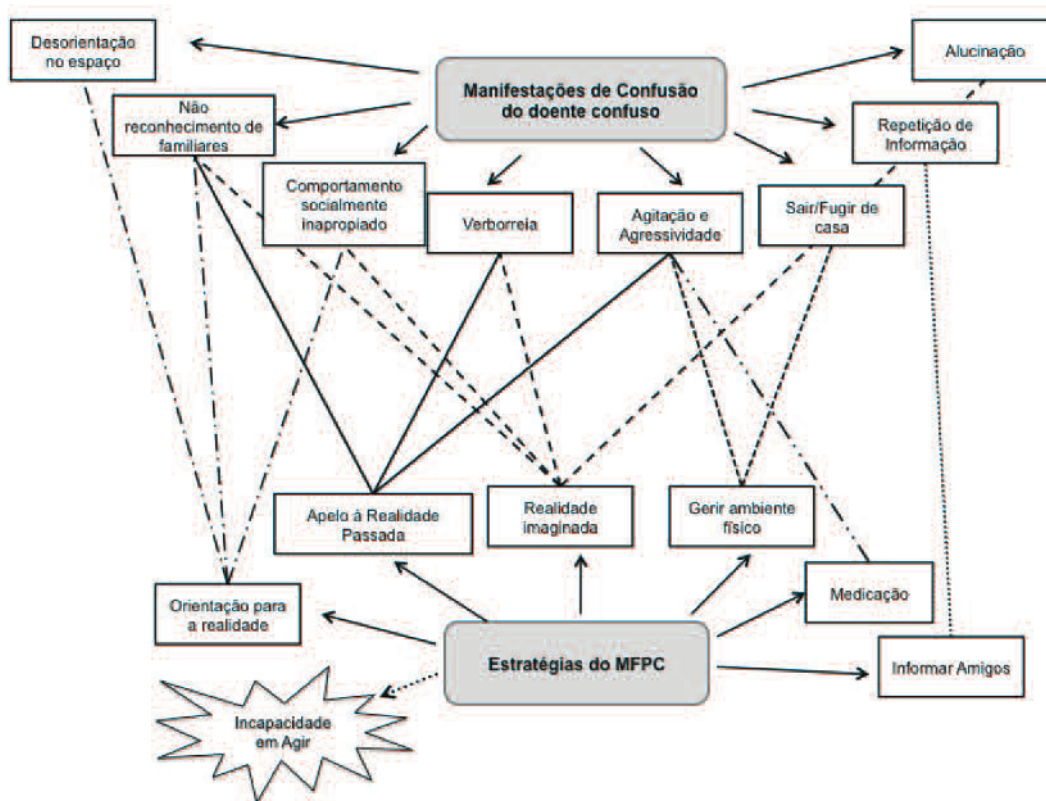 Desorientação
no espaço
Manifestações de Confusão
do doente confuso
Alucinação
Não
reconhecimento de
familiares
Repetição de
Informação
Comportamento
socialmente
inapropiado
Verborreia
Agitação e
Agressividade
Sair/Fugir de
casa
Apelo á Realidade
Passada
Realidade
imaginada
Gerir ambiente
físico
Orientação para
a realidade
Medicação
Estratégias do MFPC
Informar Amigos
Incapacidade
em Agir